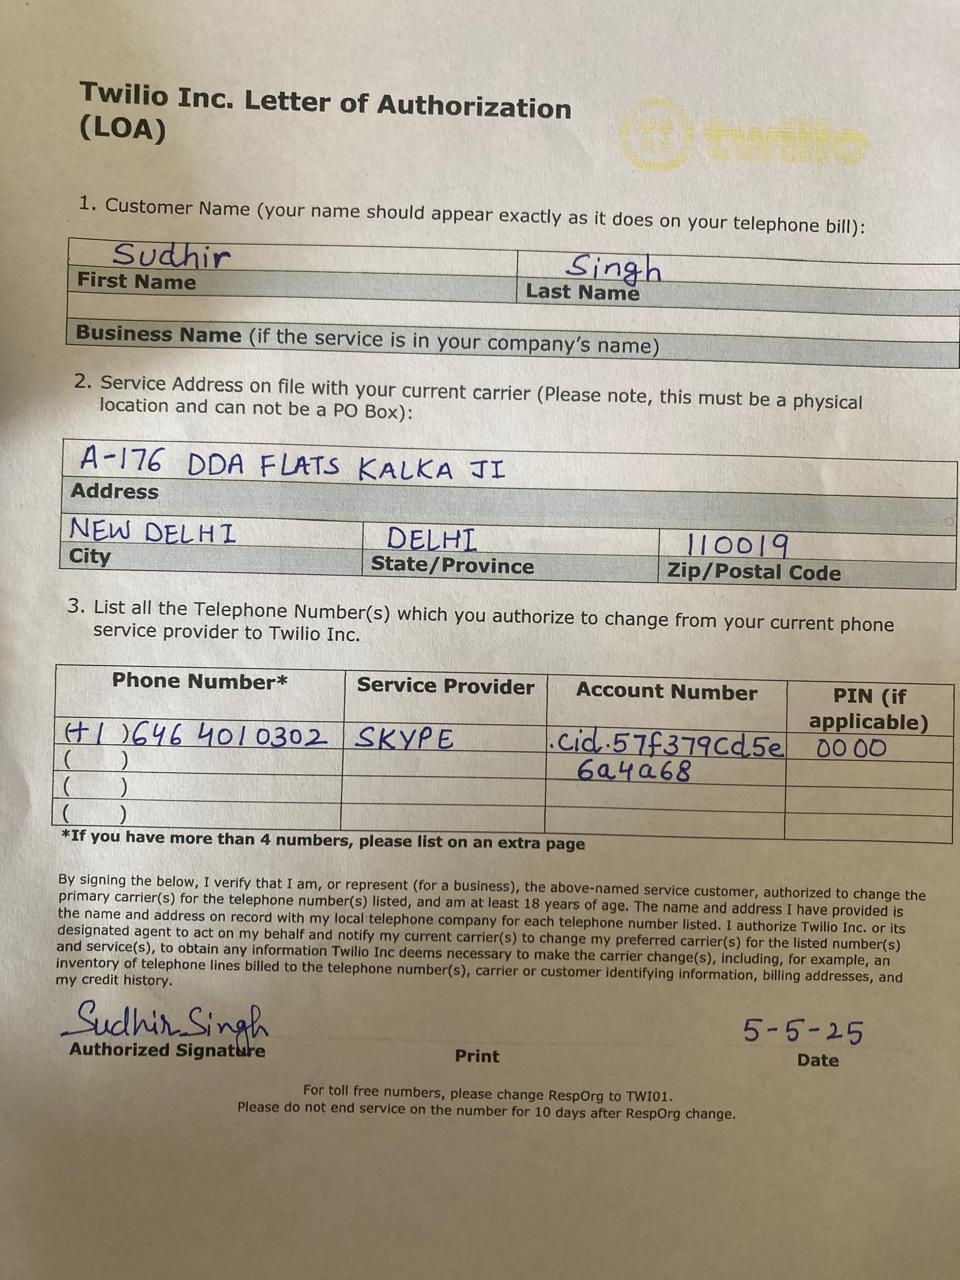 Twilio Inc. Letter of Authorization
(LOA)
twilio
1. Customer Name (your name should appear exactly as it does on your telephone bill):
Sudhir Singh
First Name Last Name
Business Name (if the service is in your company's name)
2. Service Address on file with your current carrier (Please note, this must be a physical
location and can not be a PO Box):
A-176 DDA FLATS KALKA JI
Address
NEW DELHI DELHI 110019
City State/Province Zip/Postal Code
3. List all the Telephone Number(s) which you authorize to change from your current phone
service provider to Twilio Inc.
Phone Number* Service Provider Account Number PIN (if
applicable)
(+1 )646 4010302 SKYPE .cid.57f379cd5e 0000
( ) 6a4a68
( )
( )
*If you have more than 4 numbers, please list on an extra page
By signing the below, I verify that I am, or represent (for a business), the above-named service customer, authorized to change the
primary carrier(s) for the telephone number(s) listed, and am at least 18 years of age. The name and address I have provided is
the name and address on record with my local telephone company for each telephone number listed. I authorize Twilio Inc. or its
designated agent to act on my behalf and notify my current carrier(s) to change my preferred carrier(s) for the listed number(s)
and service(s), to obtain any information Twilio Inc deems necessary to make the carrier change(s), including, for example, an
inventory of telephone lines billed to the telephone number(s), carrier or customer identifying information, billing addresses, and
my credit history.
Sudhir Singh 5-5-25
Authorized Signature Print Date
For toll free numbers, please change RespOrg to TWI01.
Please do not end service on the number for 10 days after RespOrg change.